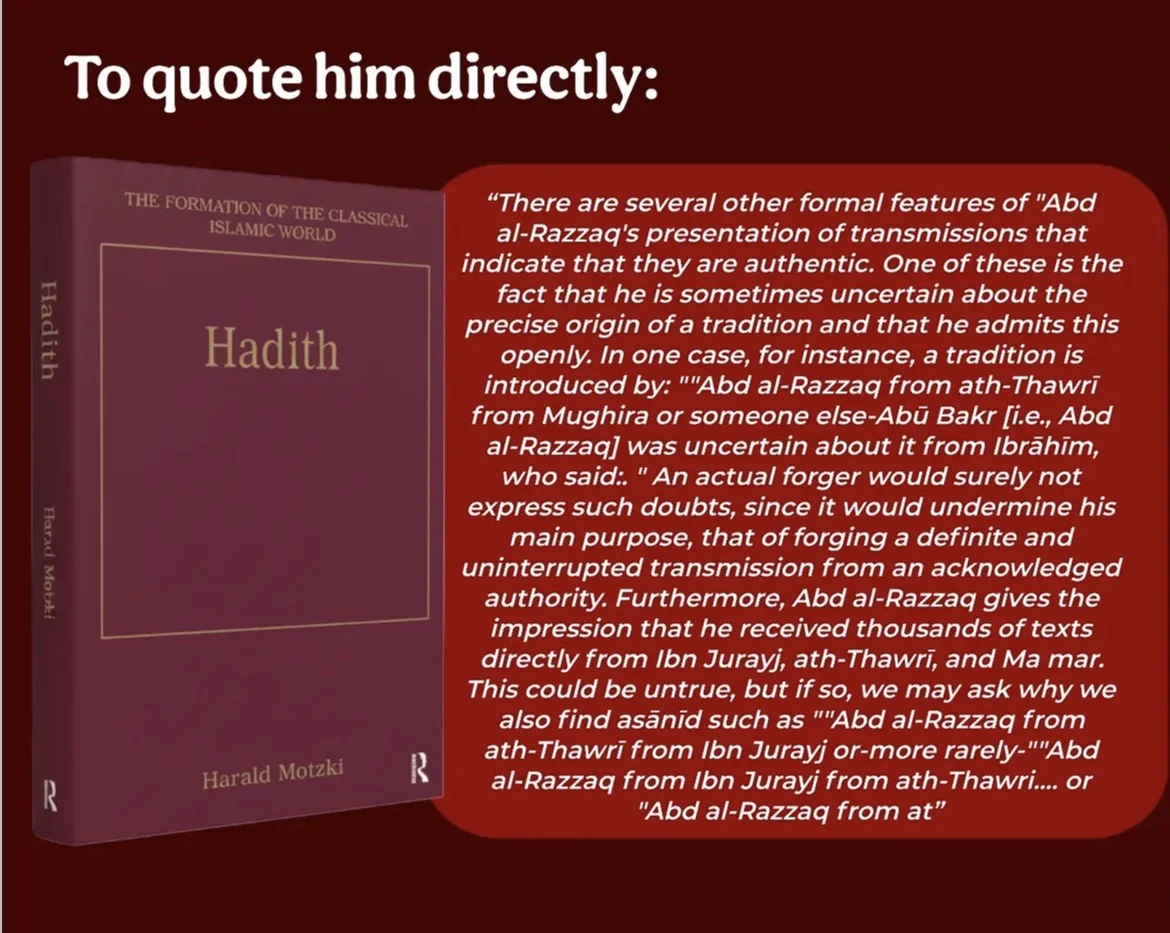 To quote him directly:
THE FORMATION OF THE CLASSICAL
ISLAMIC WORLD
Hadith
Harald Motzki
Hadith
Harald Motzki
R
R
“There are several other formal features of "Abd
al-Razzaq's presentation of transmissions that
indicate that they are authentic. One of these is the
fact that he is sometimes uncertain about the
precise origin of a tradition and that he admits this
openly. In one case, for instance, a tradition is
introduced by: ""Abd al-Razzaq from ath-Thawrī
from Mughira or someone else-Abū Bakr [i.e., Abd
al-Razzaq] was uncertain about it from Ibrāhīm,
who said:. " An actual forger would surely not
express such doubts, since it would undermine his
main purpose, that of forging a definite and
uninterrupted transmission from an acknowledged
authority. Furthermore, Abd al-Razzaq gives the
impression that he received thousands of texts
directly from Ibn Jurayj, ath-Thawrī, and Ma mar.
This could be untrue, but if so, we may ask why we
also find asānīd such as ""Abd al-Razzaq from
ath-Thawrī from Ibn Jurayj or-more rarely-""Abd
al-Razzaq from Ibn Jurayj from ath-Thawri.... or
"Abd al-Razzaq from at”